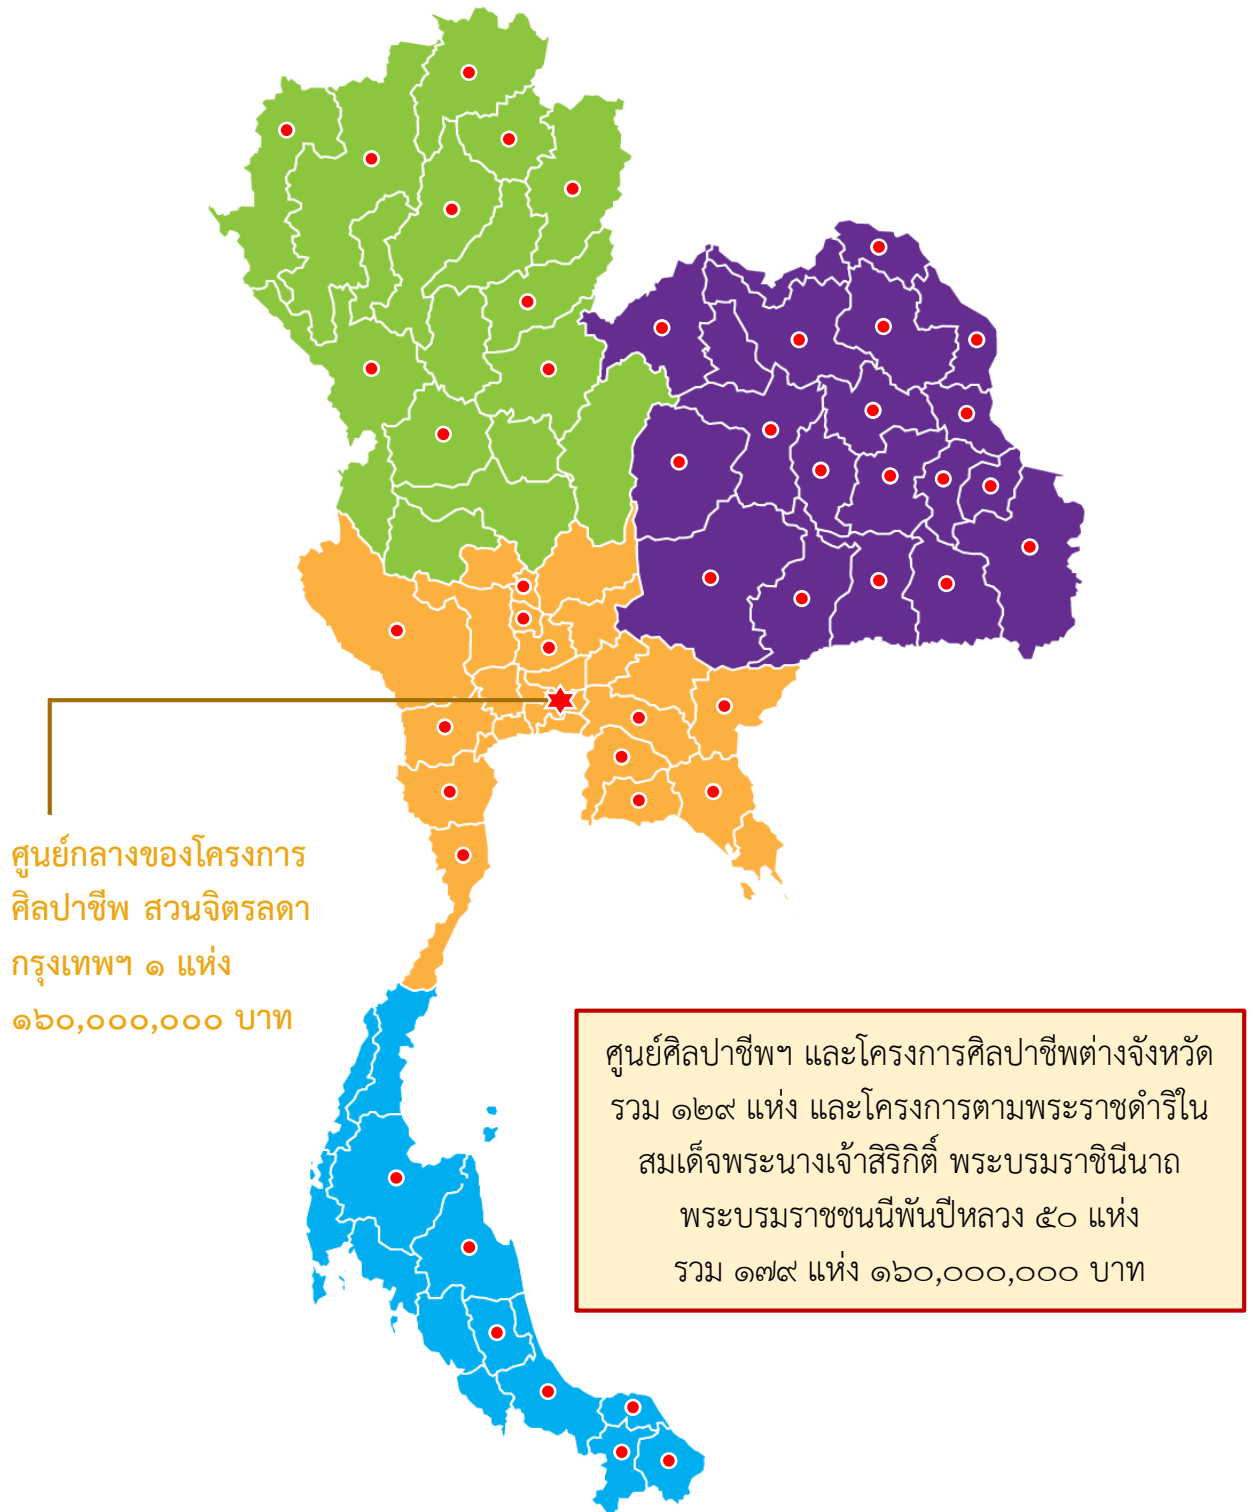 ศูนย์กลางของโครงการ
ศิลปาชีพ สวนจิตรลดา
กรุงเทพฯ ๑ แห่ง
๑๖๐,๐๐๐,๐๐๐ บาท
ศูนย์ศิลปาชีพฯ และโครงการศิลปาชีพต่างจังหวัด
รวม ๑๒๙ แห่ง และโครงการตามพระราชดำริใน
สมเด็จพระนางเจ้าสิริกิติ์ พระบรมราชินีนาถ
พระบรมราชชนนีพันปีหลวง ๕๐ แห่ง
รวม ๑๗๙ แห่ง ๑๖๐,๐๐๐,๐๐๐ บาท